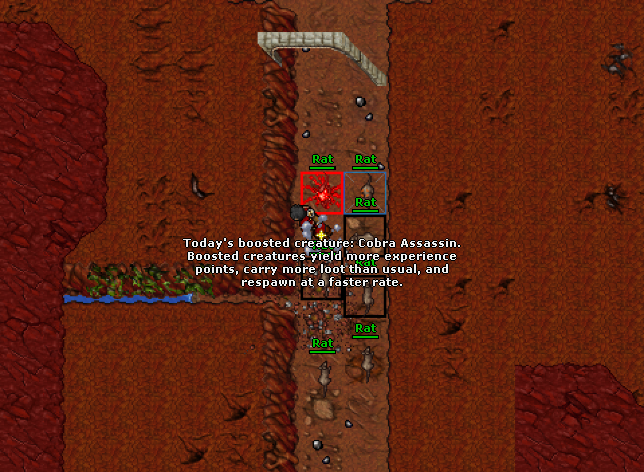 Rat Rat
Rat
Today's boosted creature: Cobra Assassin.
Boosted creatures yield more experience
points, carry more loot than usual, and
respawn at a faster rate.
Rat
Rat